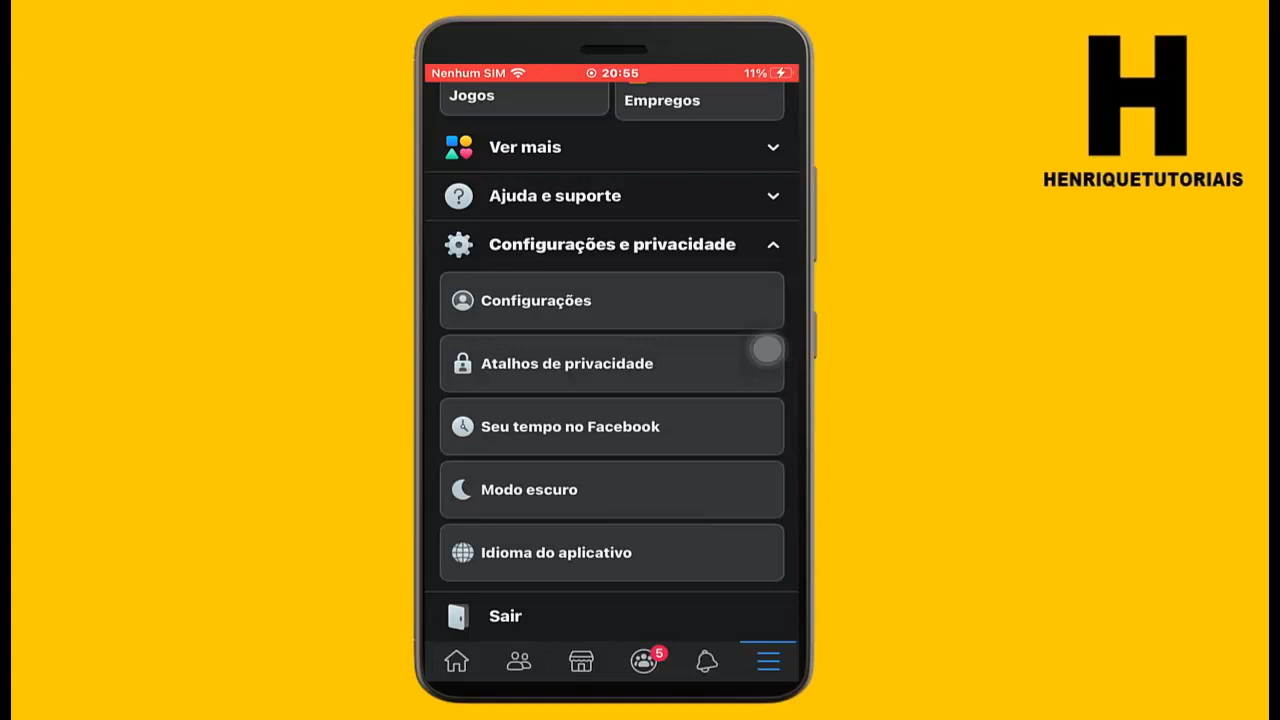 H
HENRIQUETUTORIAIS
Nenhum SIM 20:55 11%
Jogos
Empregos
Ver mais
Ajuda e suporte
Configurações e privacidade
Configurações
Atalhos de privacidade
Seu tempo no Facebook
Modo escuro
Idioma do aplicativo
Sair
5